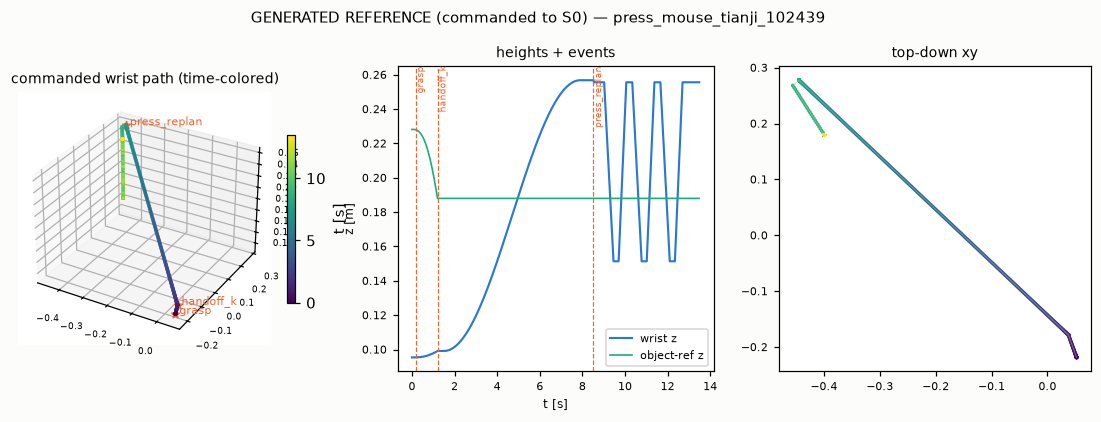 GENERATED REFERENCE (commanded to S0) — press_mouse_tianji_102439
commanded wrist path (time-colored)
press_replan
handoff_k
grasp
−0.4
−0.3
−0.2
−0.1
0.0
−0.2
−0.1
0.0
0.1
0.2
0.3
10
5
0
t [s]
heights + events
z [m]
0.26
0.24
0.22
0.20
0.18
0.16
0.14
0.12
0.10
grasp
handoff_k
press_replan
wrist z
object-ref z
0
2
4
6
8
10
12
14
t [s]
top-down xy
0.3
0.2
0.1
0.0
−0.1
−0.2
−0.4
−0.3
−0.2
−0.1
0.0